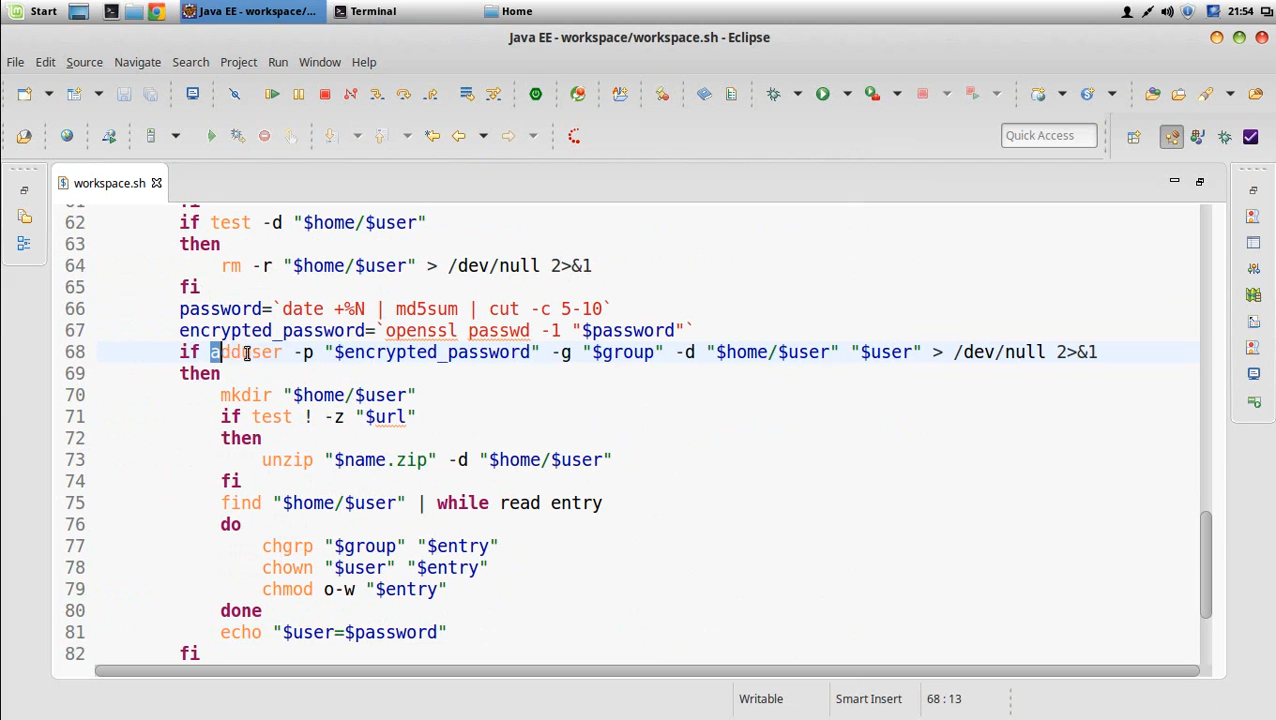 Start Java EE - workspace/... Terminal Home 21:54
Java EE - workspace/workspace.sh - Eclipse
File Edit Source Navigate Search Project Run Window Help
Quick Access
workspace.sh
61 fi
62 if test -d "$home/$user"
63 then
64 rm -r "$home/$user" > /dev/null 2>&1
65 fi
66 password=`date +%N | md5sum | cut -c 5-10`
67 encrypted_password=`openssl passwd -1 "$password"`
68 if adduser -p "$encrypted_password" -g "$group" -d "$home/$user" "$user" > /dev/null 2>&1
69 then
70 mkdir "$home/$user"
71 if test ! -z "$url"
72 then
73 unzip "$name.zip" -d "$home/$user"
74 fi
75 find "$home/$user" | while read entry
76 do
77 chgrp "$group" "$entry"
78 chown "$user" "$entry"
79 chmod o-w "$entry"
80 done
81 echo "$user=$password"
82 fi
Writable Smart Insert 68 : 13